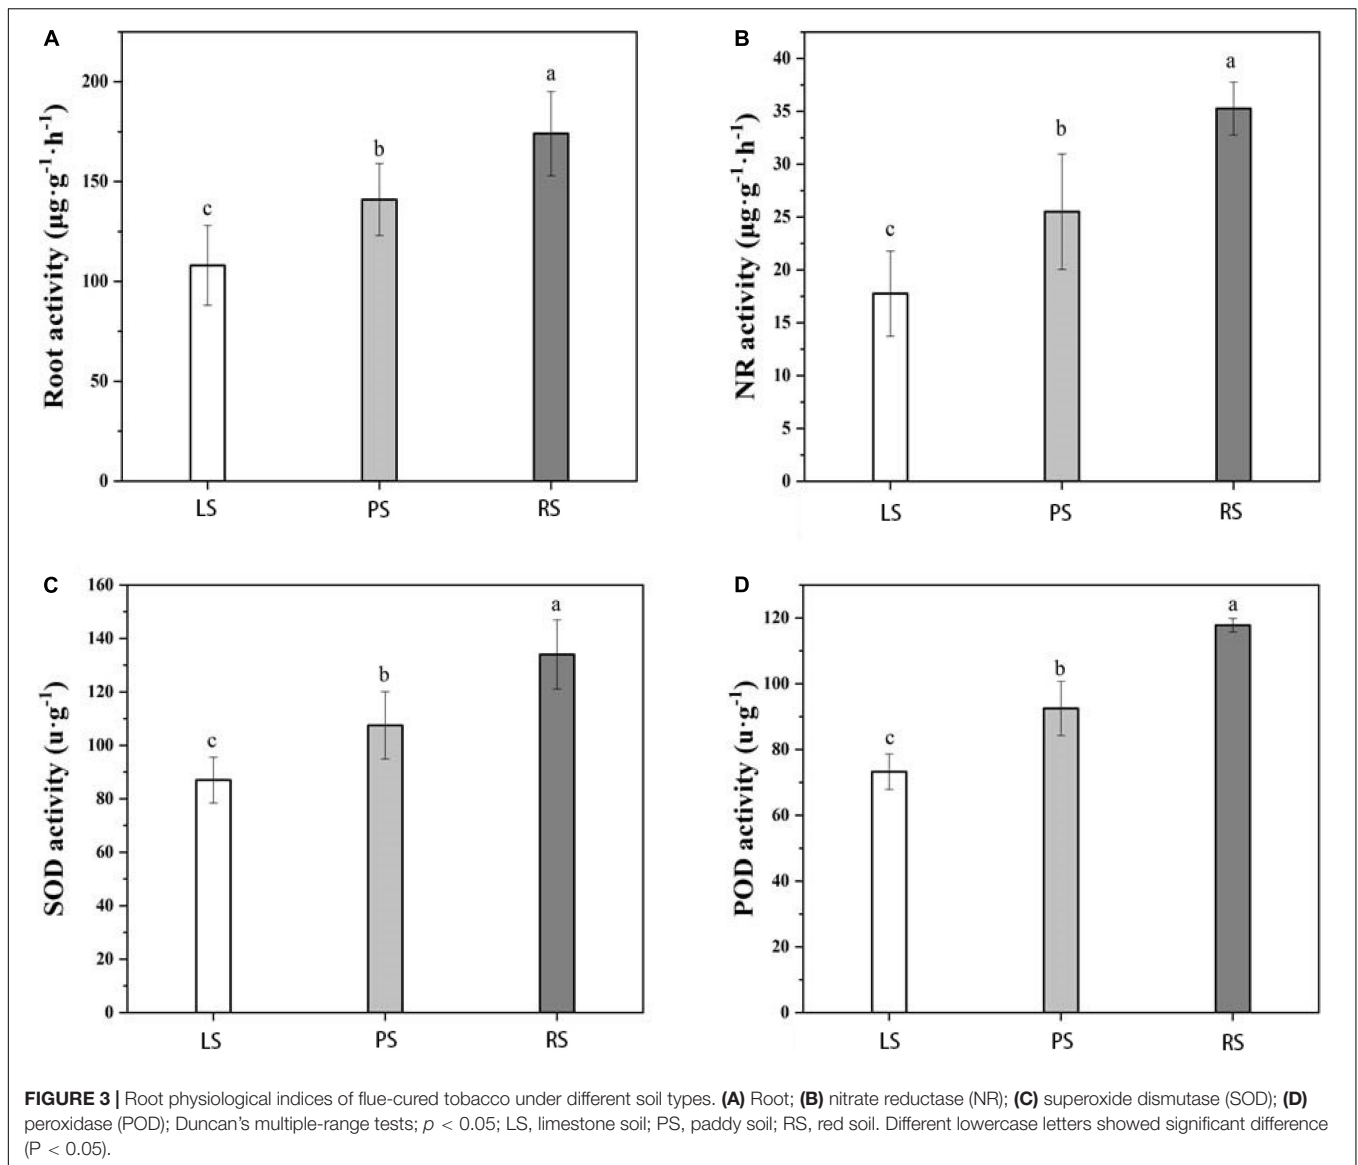 A
Root activity (µg·g⁻¹·h⁻¹)
200
150
100
50
0
c
b
a
LS PS RS
B
NR activity (µg·g⁻¹·h⁻¹)
40
35
30
25
20
15
10
5
0
c
b
a
LS PS RS
C
SOD activity (u·g⁻¹)
160
140
120
100
80
60
40
20
0
c
b
a
LS PS RS
D
POD activity (u·g⁻¹)
120
100
80
60
40
20
0
c
b
a
LS PS RS
FIGURE 3 | Root physiological indices of flue-cured tobacco under different soil types. (A) Root; (B) nitrate reductase (NR); (C) superoxide dismutase (SOD); (D)
peroxidase (POD); Duncan's multiple-range tests; p < 0.05; LS, limestone soil; PS, paddy soil; RS, red soil. Different lowercase letters showed significant difference
(P < 0.05).